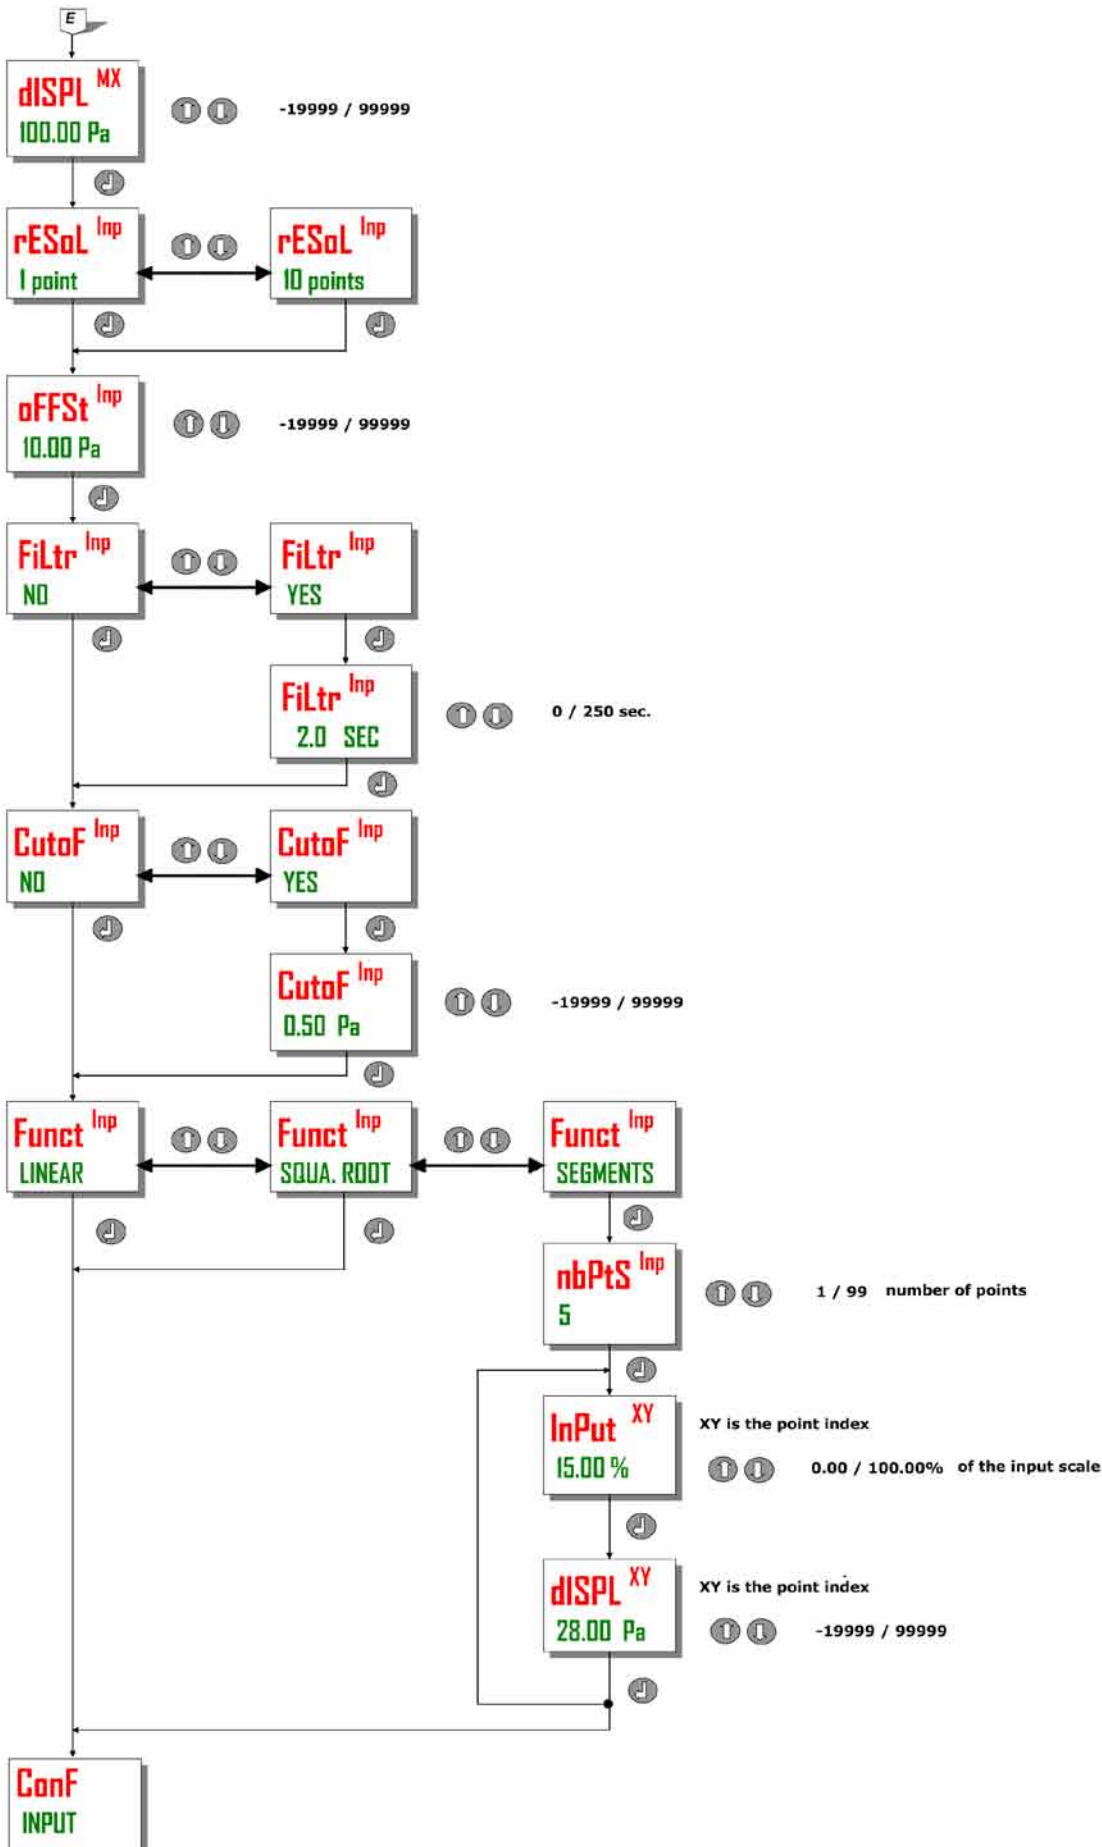 E
dISPL MX
100.00 Pa
-19999 / 99999
rESoL Inp
1 point
rESoL Inp
10 points
oFFSt Inp
10.00 Pa
-19999 / 99999
FiLtr Inp
NO
FiLtr Inp
YES
FiLtr Inp
2.0 SEC
0 / 250 sec.
CutoF Inp
NO
CutoF Inp
YES
CutoF Inp
0.50 Pa
-19999 / 99999
Funct Inp
LINEAR
Funct Inp
SQUA. ROOT
Funct Inp
SEGMENTS
nbPtS Inp
5
1 / 99 number of points
InPut XY
15.00 %
XY is the point index
0.00 / 100.00% of the input scale
dISPL XY
28.00 Pa
XY is the point index
-19999 / 99999
ConF
INPUT